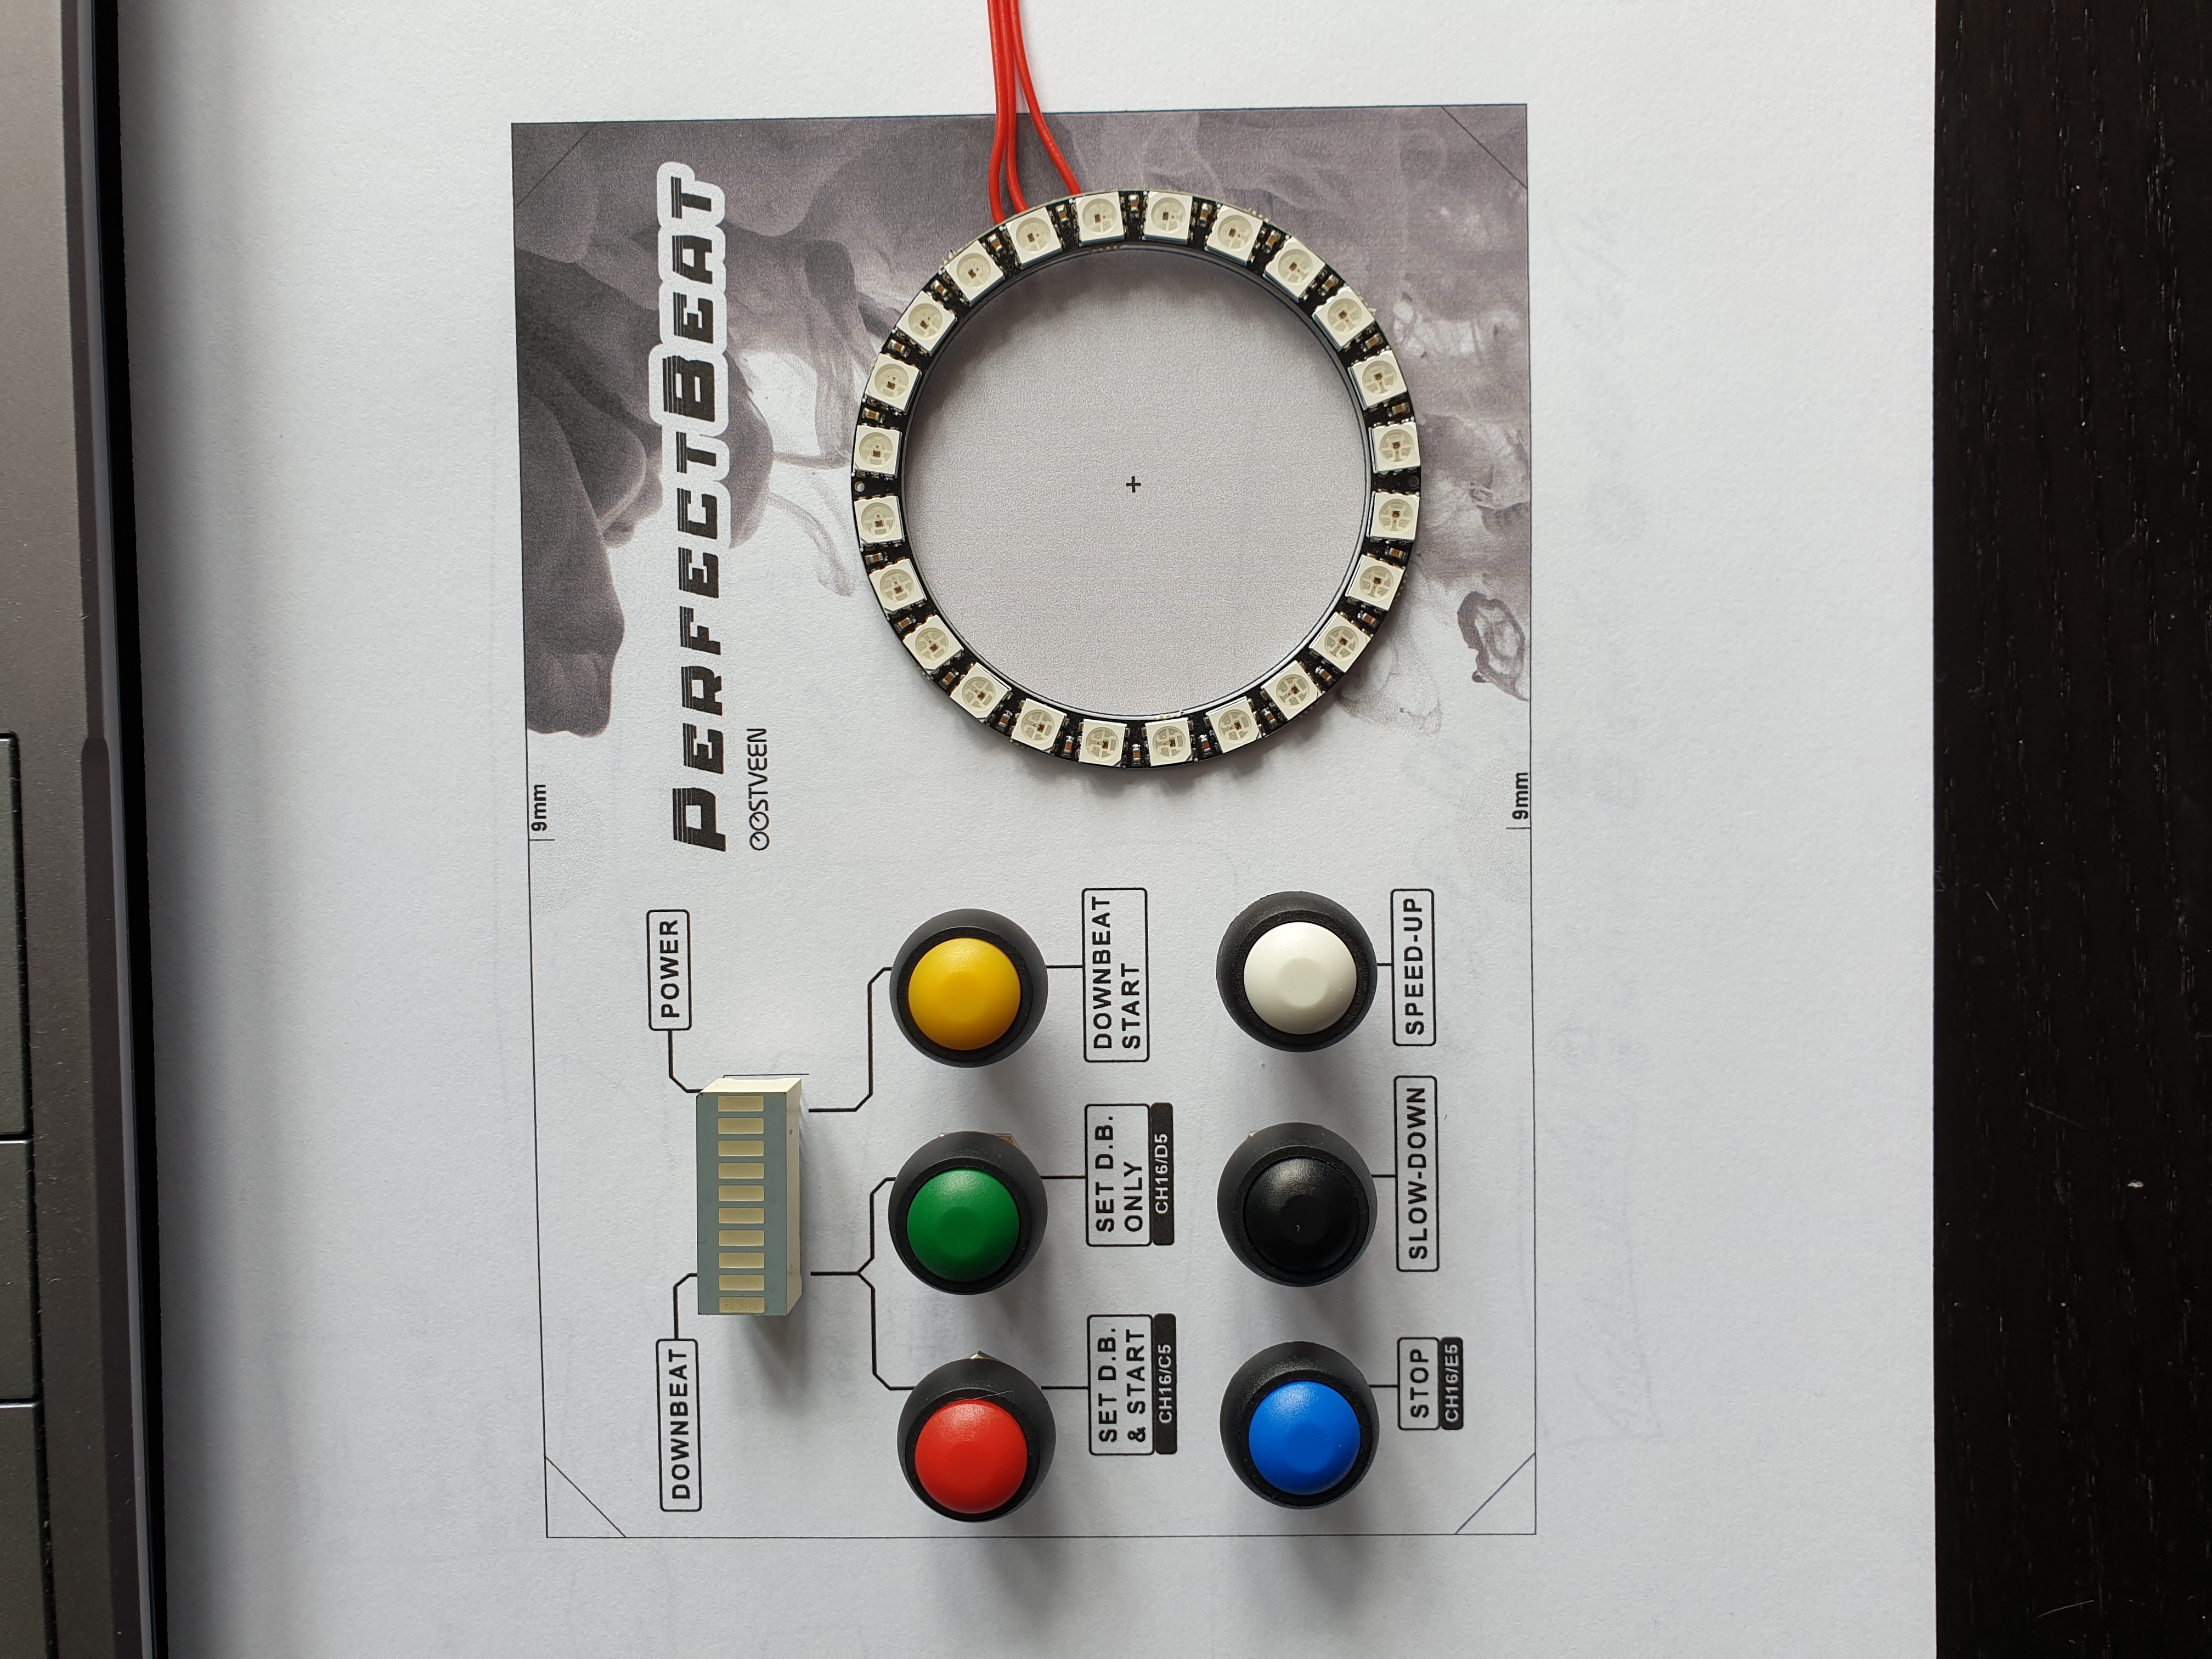 9mm
DOWNBEAT
POWER
PERFECTBEAT
OOSTVEEN
SET D.B.
& START
CH16/C5
SET D.B.
ONLY
CH16/D5
DOWNBEAT
START
STOP
CH16/E5
SLOW-DOWN
SPEED-UP
9mm